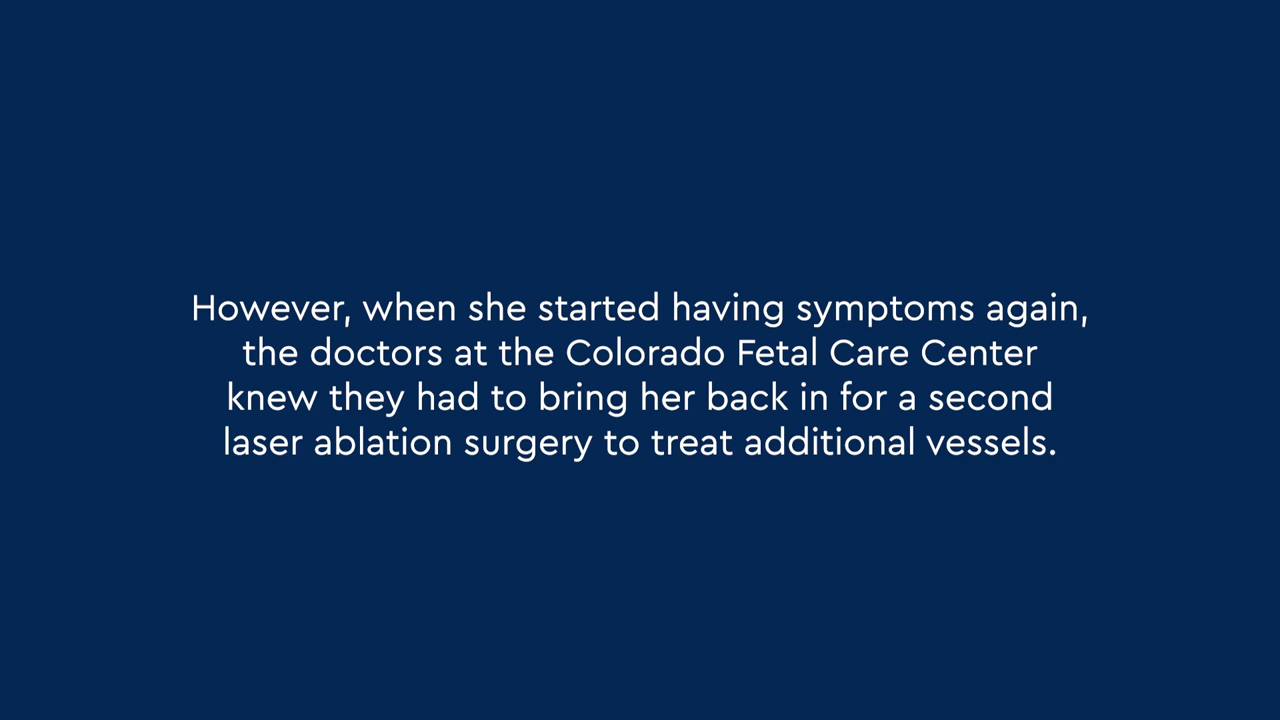 However, when she started having symptoms again,
the doctors at the Colorado Fetal Care Center
knew they had to bring her back in for a second
laser ablation surgery to treat additional vessels.